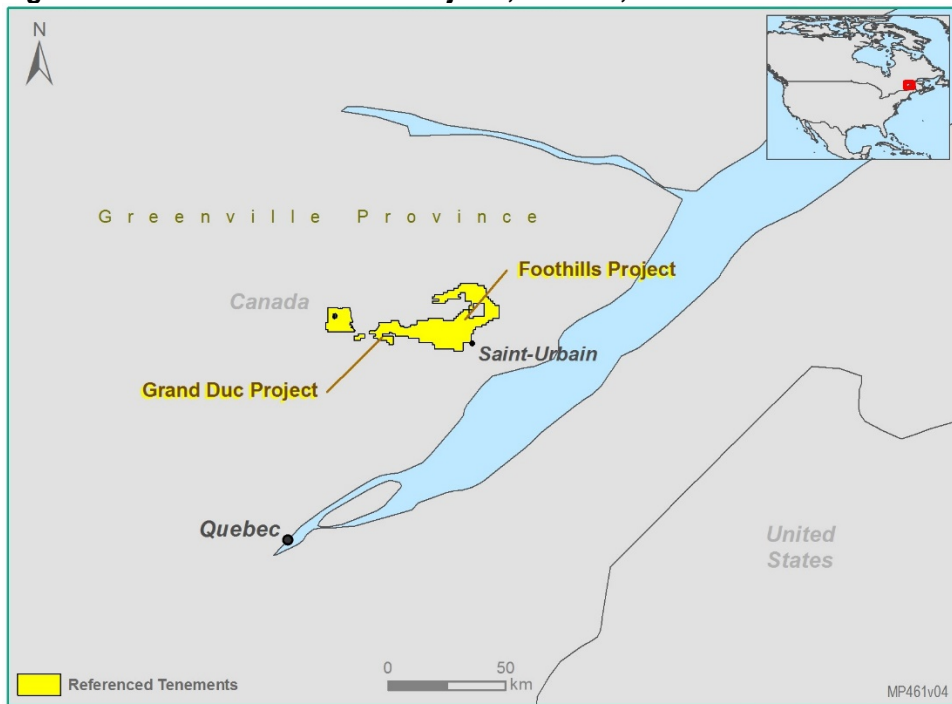 N
Greenville Province
Foothills Project
Canada
Saint-Urbain
Grand Duc Project
Quebec
United
States
0 50
km
Referenced Tenements
MP461v04